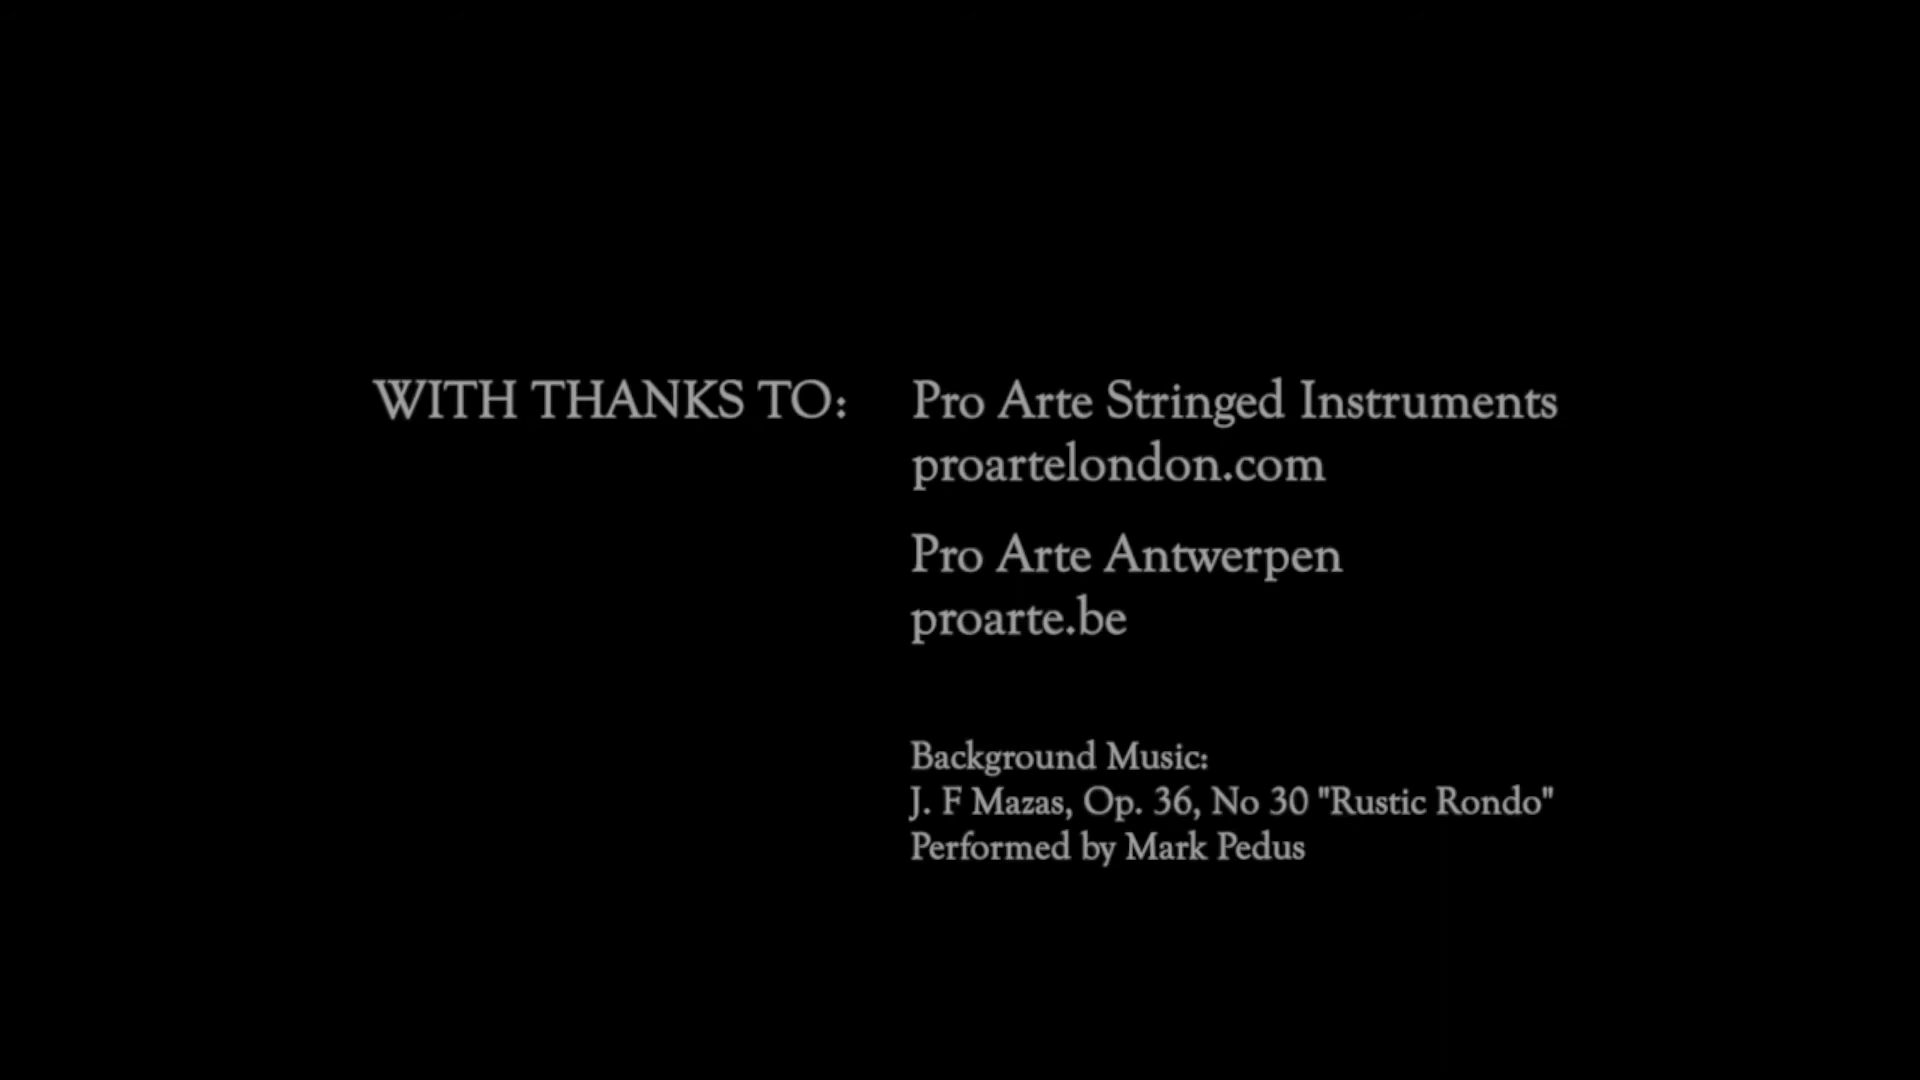 WITH THANKS TO: Pro Arte Stringed Instruments
proartelondon.com
Pro Arte Antwerpen
proarte.be
Background Music:
J. F Mazas, Op. 36, No 30 "Rustic Rondo"
Performed by Mark Pedus